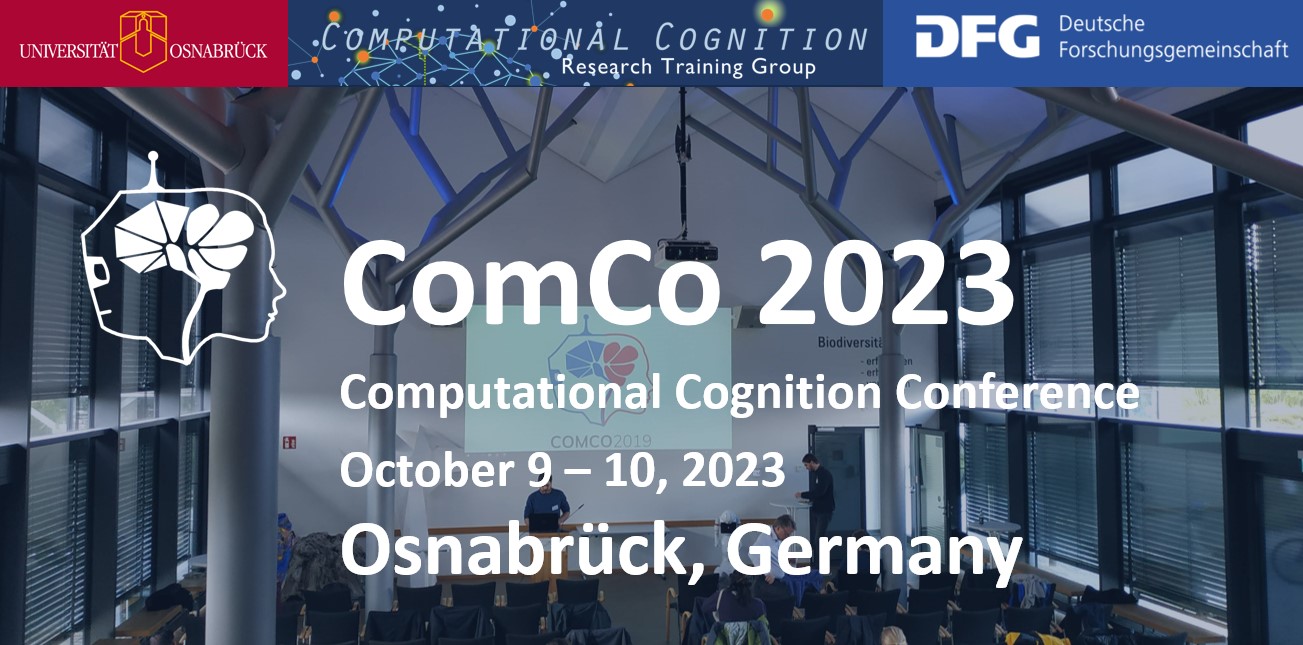 UNIVERSITÄT OSNABRÜCK
COMPUTATIONAL COGNITION
Research Training Group
DFG Deutsche
Forschungsgemeinschaft
ComCo 2023
Biodiversitä
Computational Cognition Conference
COMCO2019
October 9 – 10, 2023
Osnabrück, Germany